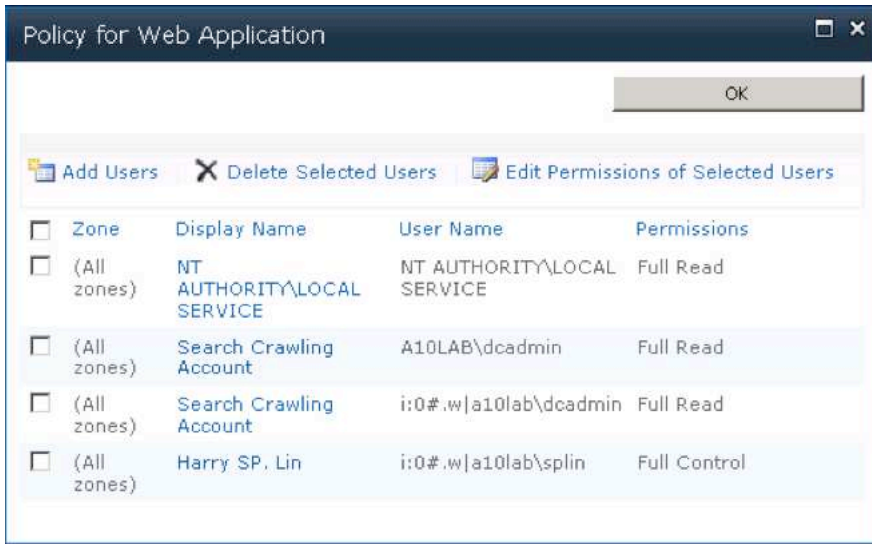 Policy for Web Application
OK
Add Users
Delete Selected Users
Edit Permissions of Selected Users
Zone Display Name User Name Permissions
(All NT NT AUTHORITY\LOCAL Full Read
zones) AUTHORITY\LOCAL SERVICE
SERVICE
(All Search Crawling A10LAB\dcadmin Full Read
zones) Account
(All Search Crawling i:0#.w|a10lab\dcadmin Full Read
zones) Account
(All Harry SP. Lin i:0#.w|a10lab\splin Full Control
zones)